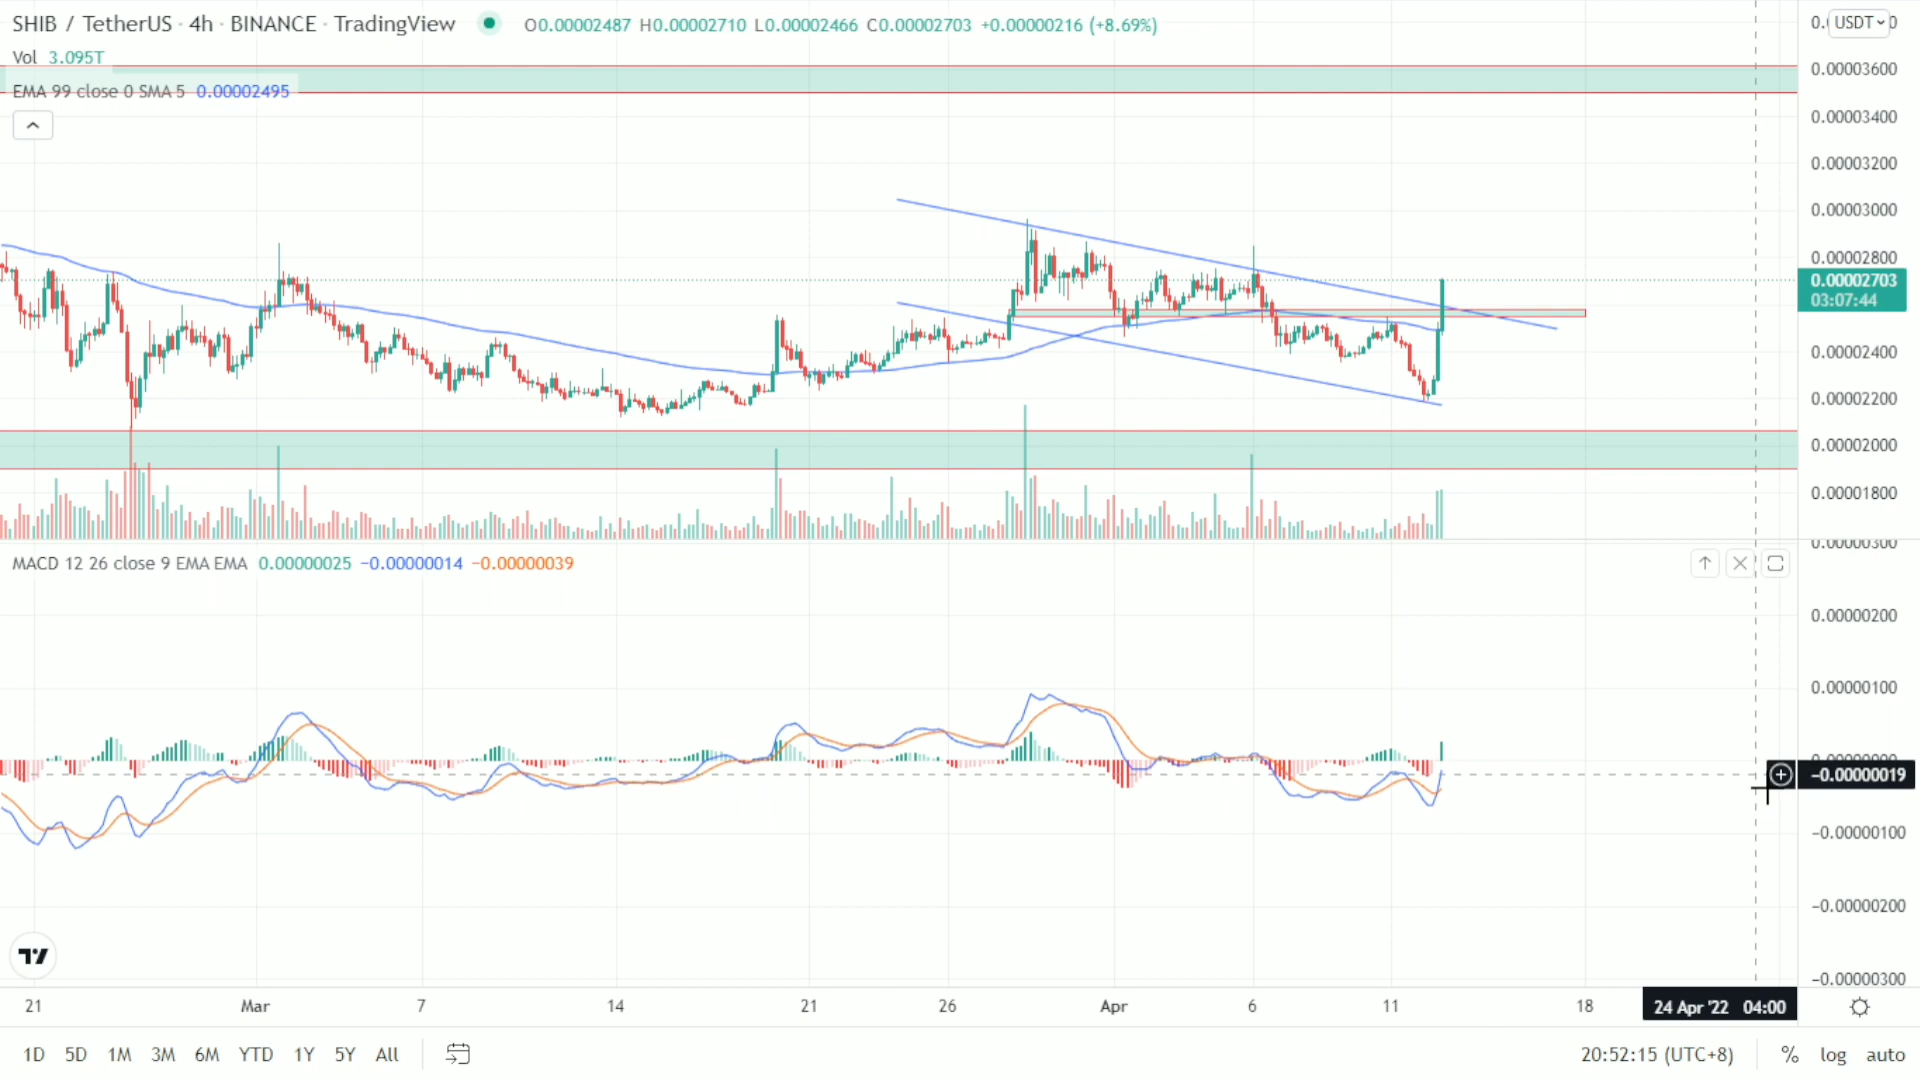 SHIB / TetherUS · 4h · BINANCE · TradingView O0.00002487 H0.00002710 L0.00002466 C0.00002703 +0.00000216 (+8.69%)
USDT
Vol 3.095T
EMA 99 close 0 SMA 5 0.00002495
0.00003600
0.00003400
0.00003200
0.00003000
0.00002800
0.00002703
03:07:44
0.00002400
0.00002200
0.00002000
0.00001800
0.00000300
MACD 12 26 close 9 EMA EMA 0.00000025 −0.00000014 −0.00000039
0.00000200
0.00000100
−0.00000019
−0.00000100
−0.00000200
−0.00000300
21 Mar 7 14 21 26 Apr 6 11 18 24 Apr '22 04:00
1D 5D 1M 3M 6M YTD 1Y 5Y All 20:52:15 (UTC+8) % log auto